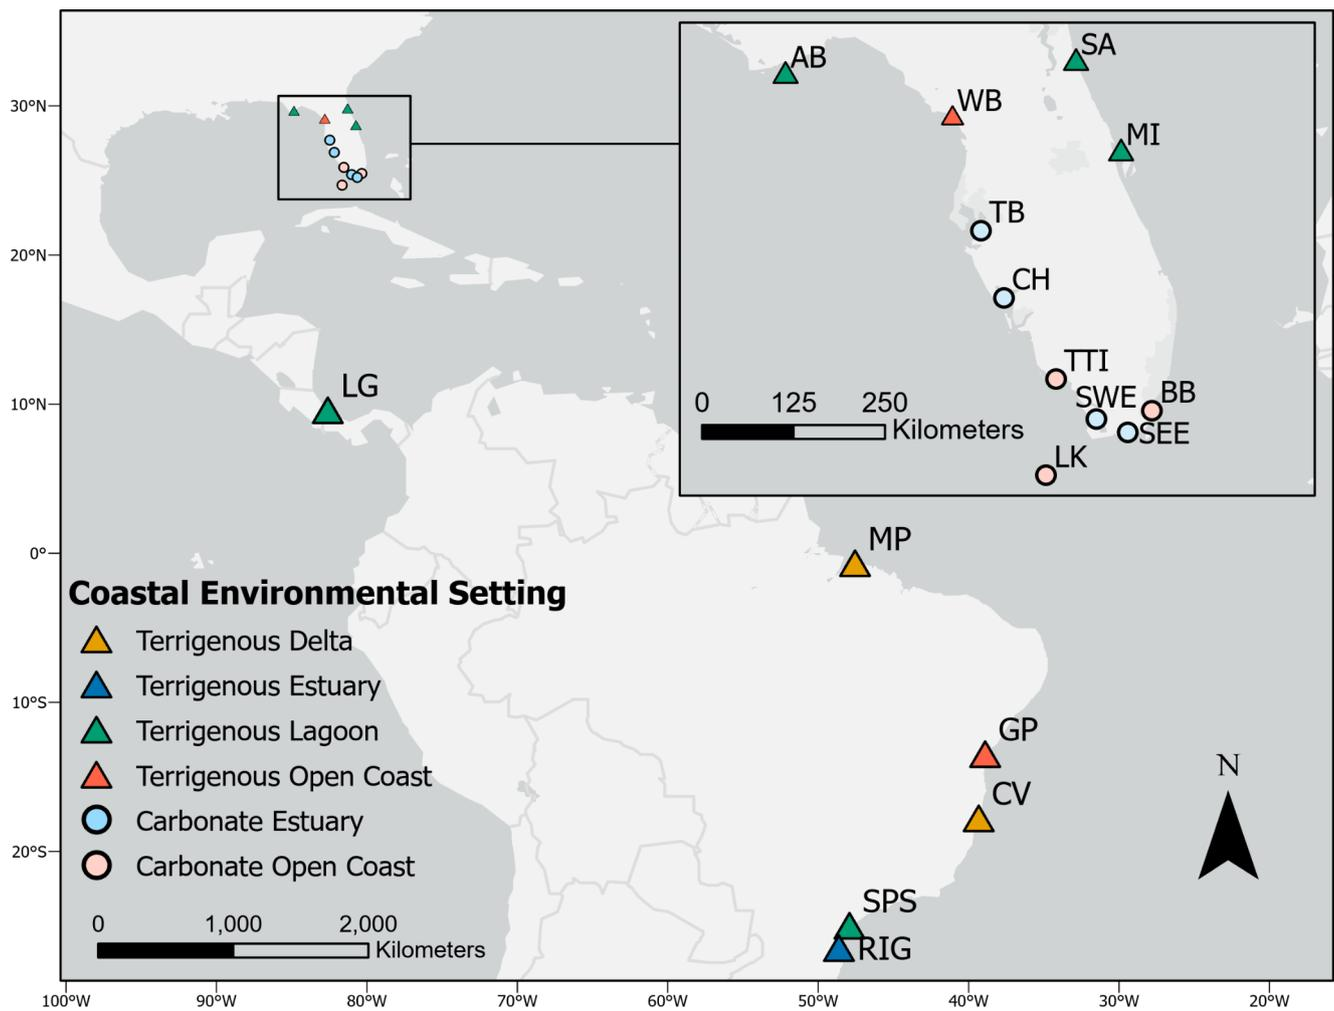 30°N
20°N
10°N
0°
10°S
20°S
100°W
90°W
80°W
70°W
60°W
50°W
40°W
30°W
20°W
AB
SA
WB
MI
TB
CH
TTI
SWE
BB
SEE
LK
0 125 250
Kilometers
LG
MP
GP
CV
SPS
RIG
N
Coastal Environmental Setting
Terrigenous Delta
Terrigenous Estuary
Terrigenous Lagoon
Terrigenous Open Coast
Carbonate Estuary
Carbonate Open Coast
0 1,000 2,000
Kilometers